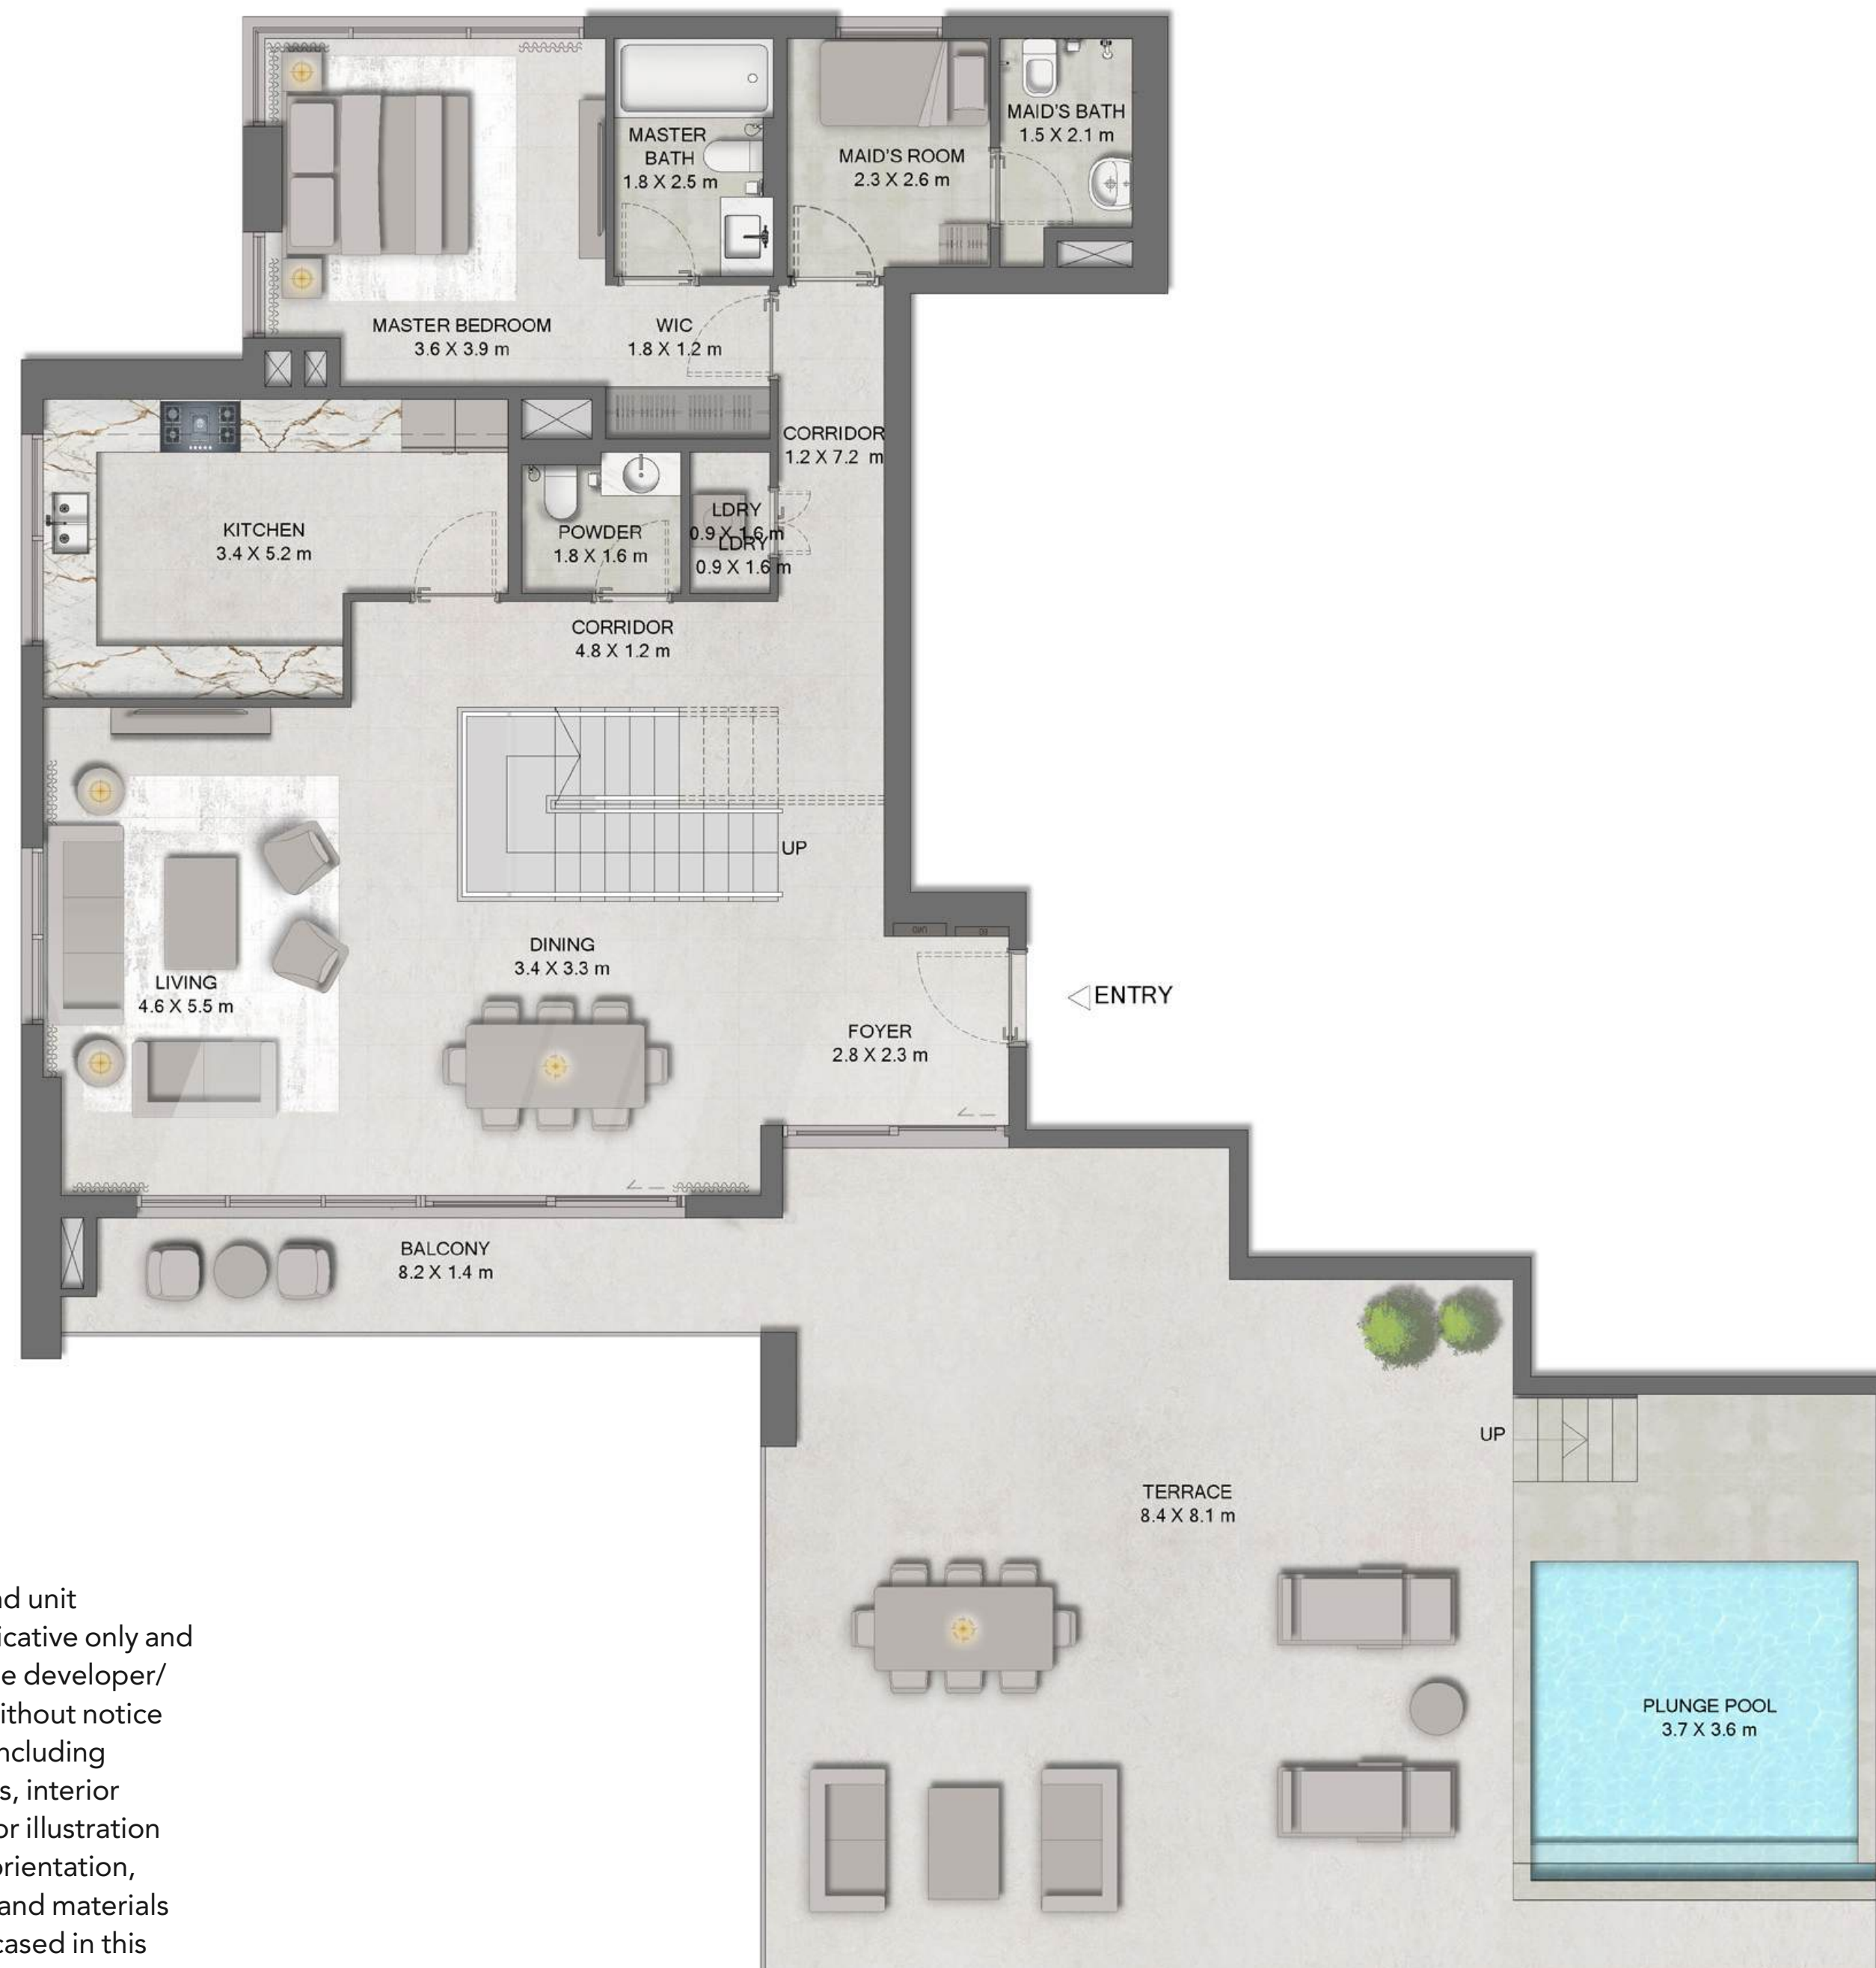 MASTER
BATH
1.8 X 2.5 m
MAID'S ROOM
2.3 X 2.6 m
MAID'S BATH
1.5 X 2.1 m
MASTER BEDROOM
3.6 X 3.9 m
WIC
1.8 X 1.2 m
CORRIDOR
1.2 X 7.2 m
KITCHEN
3.4 X 5.2 m
POWDER
1.8 X 1.6 m
LDRY
0.9 X 1.6 m
LDRY
0.9 X 1.6 m
CORRIDOR
4.8 X 1.2 m
UP
DINING
3.4 X 3.3 m
LIVING
4.6 X 5.5 m
FOYER
2.8 X 2.3 m
ENTRY
BALCONY
8.2 X 1.4 m
UP
TERRACE
8.4 X 8.1 m
PLUNGE POOL
3.7 X 3.6 m
nd unit
licative only and
e developer/
vithout notice
ncluding
s, interior
or illustration
orientation,
and materials
cased in this